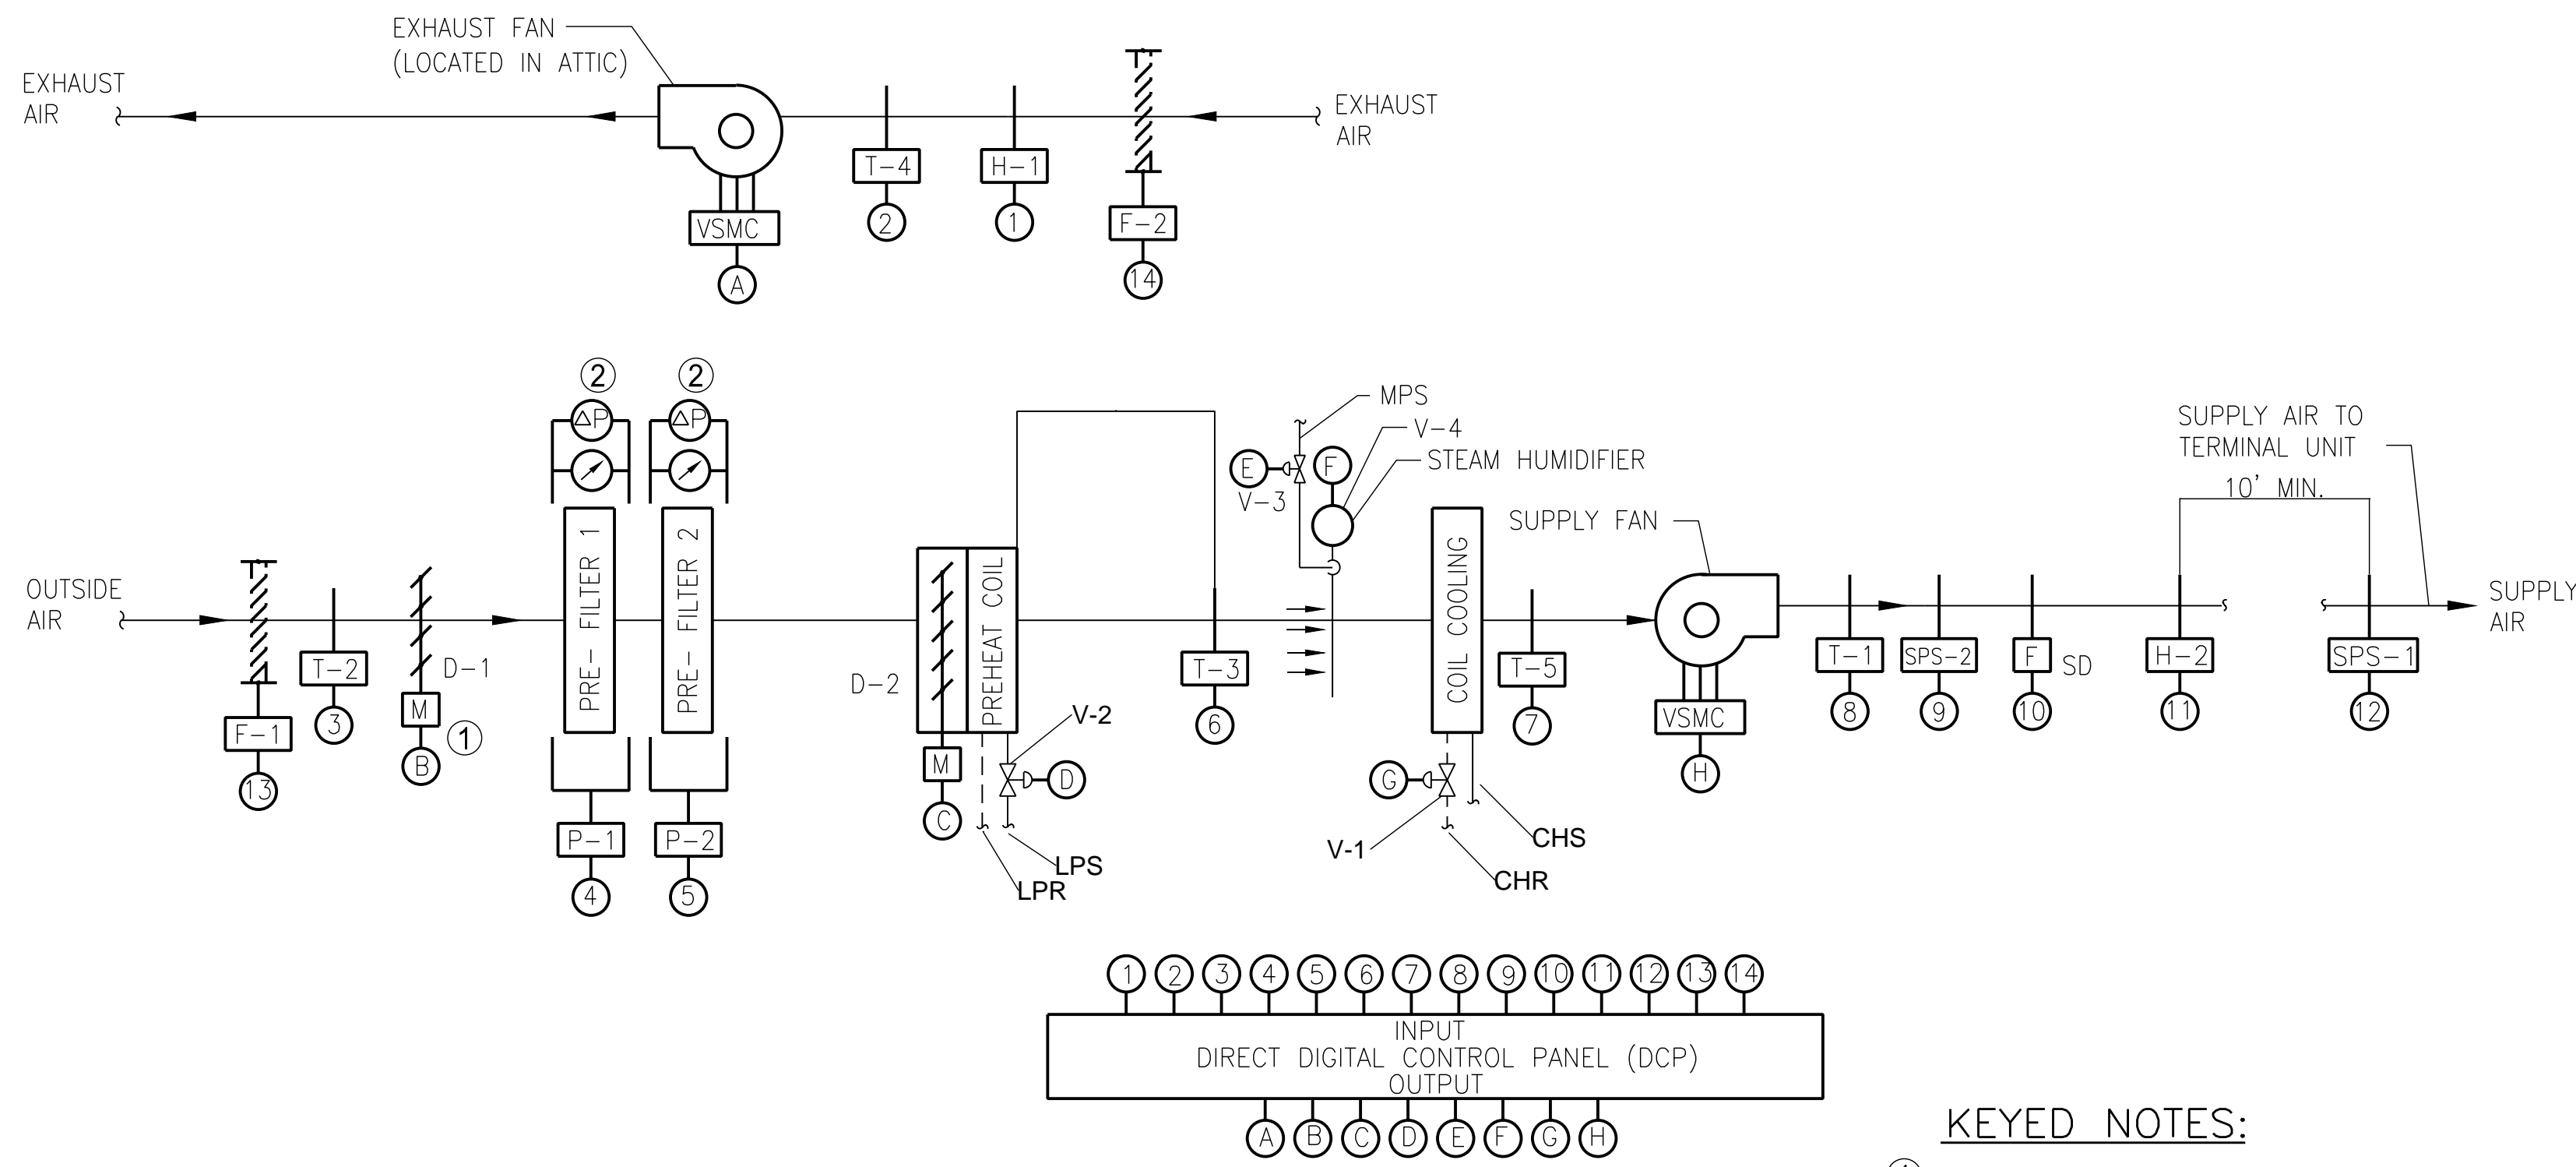 EXHAUST FAN
(LOCATED IN ATTIC)
EXHAUST
AIR
EXHAUST
AIR
T-4
H-1
F-2
VSMC
2
1
14
A
2
2
△P
△P
MPS
V-4
STEAM HUMIDIFIER
E
F
V-3
SUPPLY AIR TO
TERMINAL UNIT
10' MIN.
SUPPLY FAN
OUTSIDE
AIR
PRE- FILTER 1
PRE- FILTER 2
PREHEAT COIL
COIL COOLING
SUPPLY
AIR
T-2
D-1
D-2
T-3
T-5
T-1
SPS-2
F
SD
H-2
SPS-1
M
F-1
3
B
1
13
M
C
V-2
D
6
7
G
VSMC
H
8
9
10
11
12
P-1
P-2
4
5
LPS
LPR
V-1
CHS
CHR
1 2 3 4 5 6 7 8 9 10 11 12 13 14
INPUT
DIRECT DIGITAL CONTROL PANEL (DCP)
OUTPUT
A B C D E F G H
KEYED NOTES: